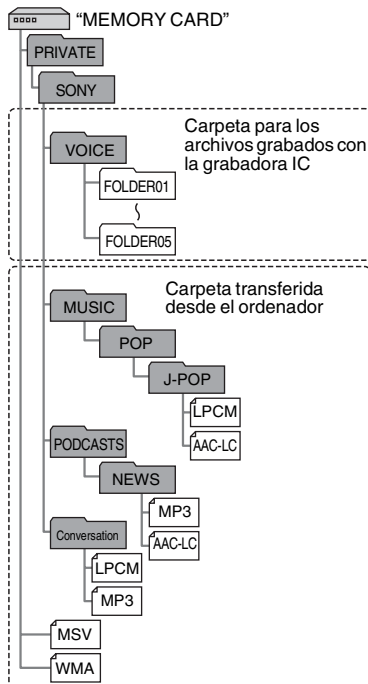 “MEMORY CARD”
PRIVATE
SONY
VOICE
Carpeta para los
archivos grabados con
la grabadora IC
FOLDER01
FOLDER05
Carpeta transferida
desde el ordenador
MUSIC
POP
J-POP
LPCM
AAC-LC
PODCASTS
NEWS
MP3
AAC-LC
Conversation
LPCM
MP3
MSV
WMA